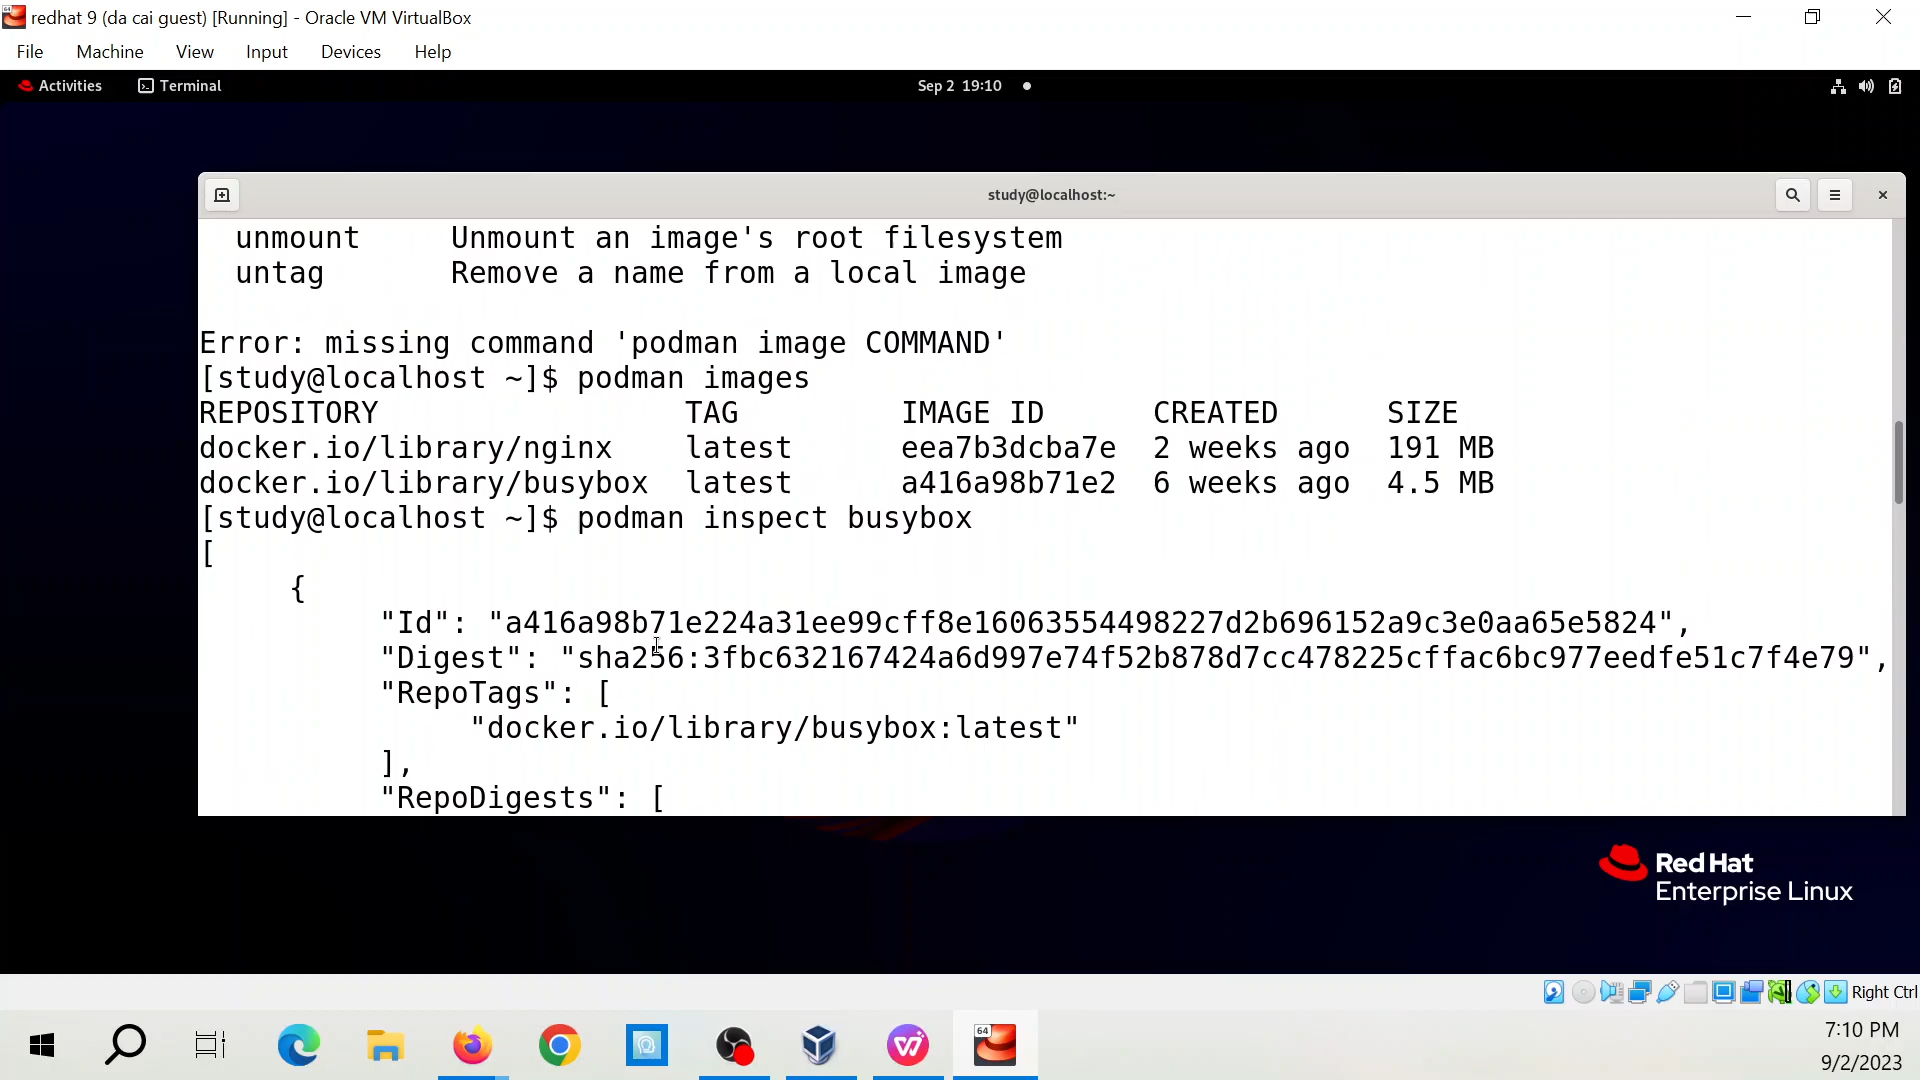 redhat 9 (da cai guest) [Running] - Oracle VM VirtualBox
File Machine View Input Devices Help
Activities Terminal Sep 2 19:10
study@localhost:~
unmount Unmount an image's root filesystem
untag Remove a name from a local image
Error: missing command 'podman image COMMAND'
[study@localhost ~]$ podman images
REPOSITORY TAG IMAGE ID CREATED SIZE
docker.io/library/nginx latest eea7b3dcba7e 2 weeks ago 191 MB
docker.io/library/busybox latest a416a98b71e2 6 weeks ago 4.5 MB
[study@localhost ~]$ podman inspect busybox
[
{
"Id": "a416a98b71e224a31ee99cff8e16063554498227d2b696152a9c3e0aa65e5824",
"Digest": "sha256:3fbc632167424a6d997e74f52b878d7cc478225cffac6bc977eedfe51c7f4e79",
"RepoTags": [
"docker.io/library/busybox:latest"
],
"RepoDigests": [
Red Hat
Enterprise Linux
Right Ctrl
64
7:10 PM
9/2/2023